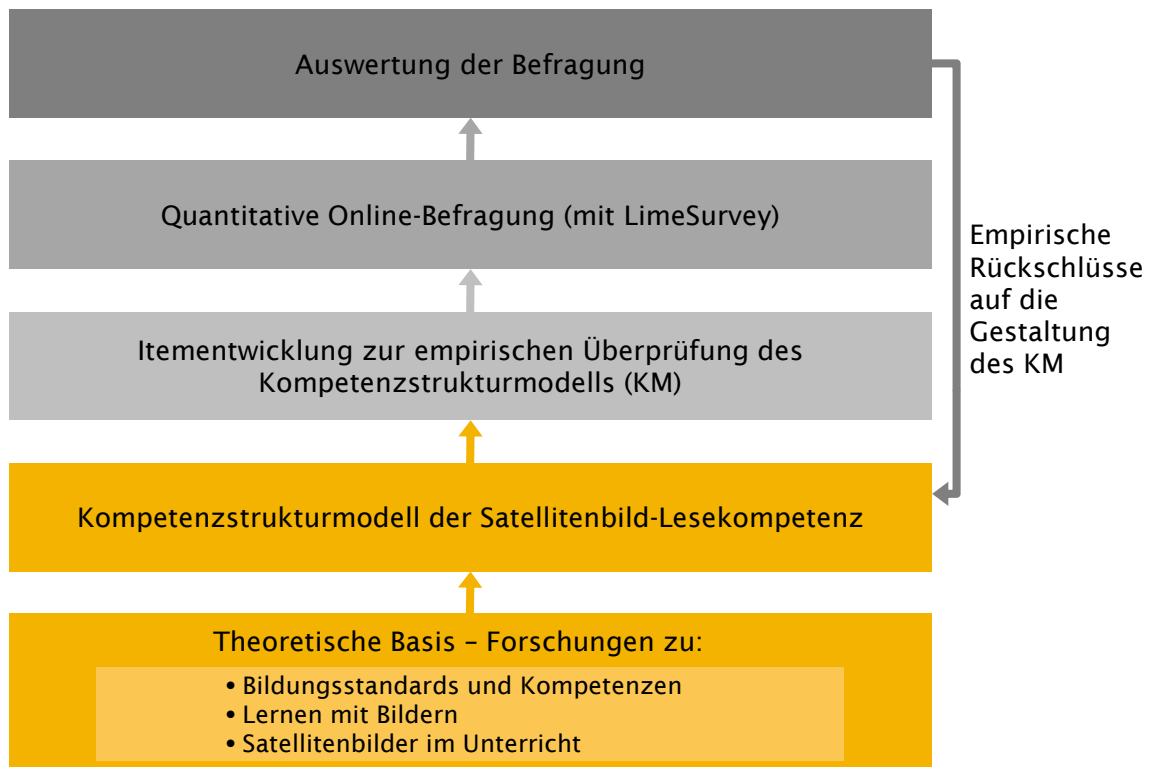 Auswertung der Befragung
Quantitative Online-Befragung (mit LimeSurvey)
Itementwicklung zur empirischen Überprüfung des
Kompetenzstrukturmodells (KM)
Kompetenzstrukturmodell der Satellitenbild-Lesekompetenz
Theoretische Basis – Forschungen zu:
• Bildungsstandards und Kompetenzen
• Lernen mit Bildern
• Satellitenbilder im Unterricht
Empirische
Rückschlüsse
auf die
Gestaltung
des KM